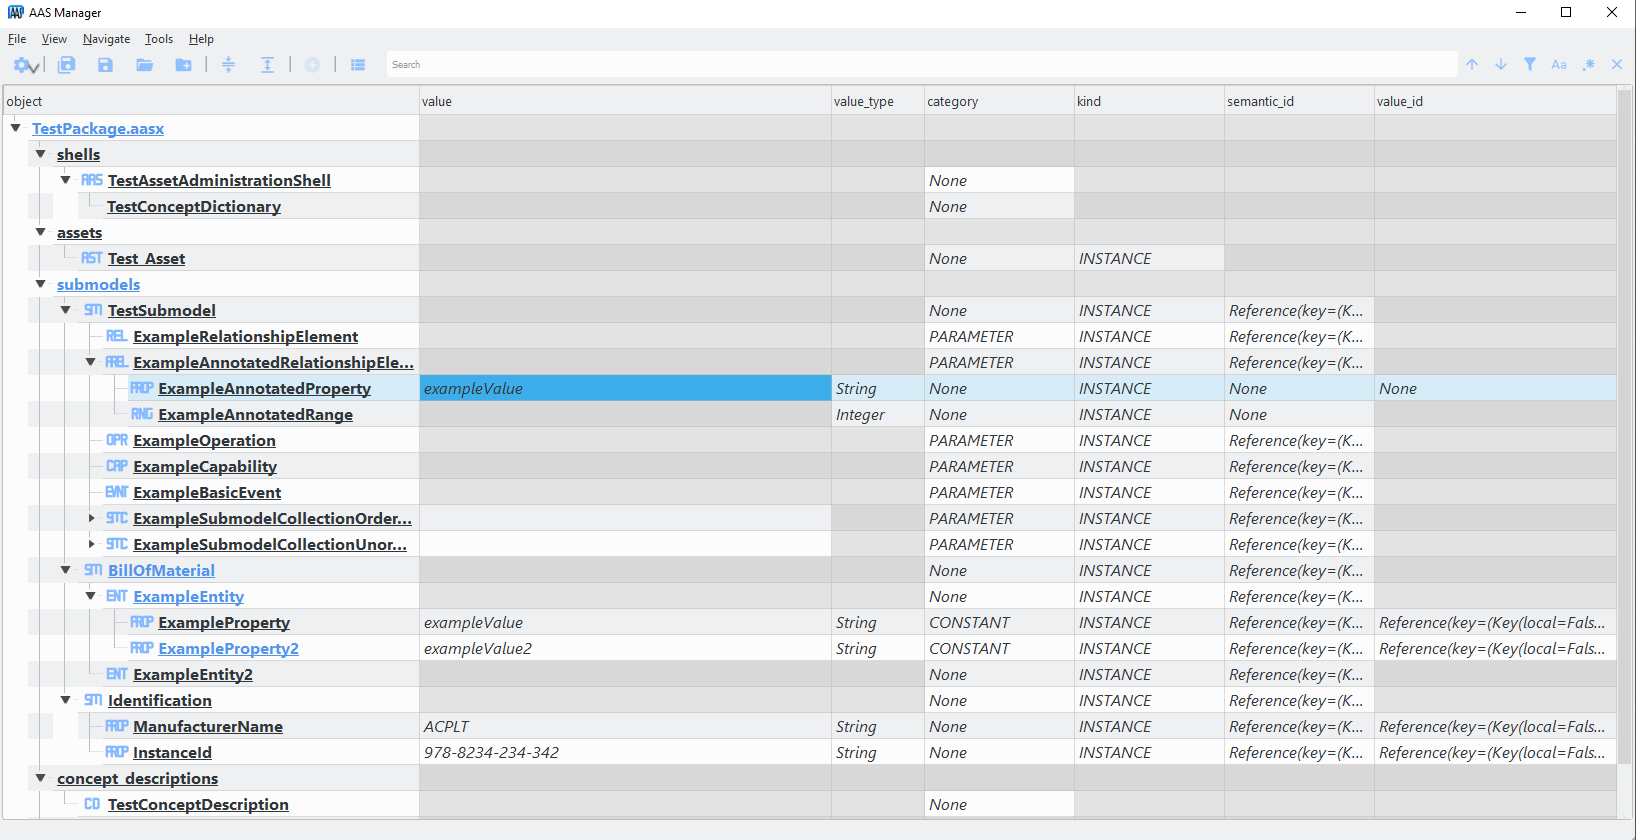 AAS Manager
File View Navigate Tools Help
Search Aa .*
object value value_type category kind semantic_id value_id
TestPackage.aasx
shells
AAS TestAssetAdministrationShell None
TestConceptDictionary None
assets
AST Test_Asset None INSTANCE
submodels
SM TestSubmodel None INSTANCE Reference(key=(K...
REL ExampleRelationshipElement PARAMETER INSTANCE Reference(key=(K...
AREL ExampleAnnotatedRelationshipEle... PARAMETER INSTANCE Reference(key=(K...
PROP ExampleAnnotatedProperty exampleValue String None INSTANCE None None
RNG ExampleAnnotatedRange Integer None INSTANCE None
OPR ExampleOperation PARAMETER INSTANCE Reference(key=(K...
CAP ExampleCapability PARAMETER INSTANCE Reference(key=(K...
EVNT ExampleBasicEvent PARAMETER INSTANCE Reference(key=(K...
SMC ExampleSubmodelCollectionOrder... PARAMETER INSTANCE Reference(key=(K...
SMC ExampleSubmodelCollectionUnor... PARAMETER INSTANCE Reference(key=(K...
SM BillOfMaterial None INSTANCE Reference(key=(K...
ENT ExampleEntity None INSTANCE Reference(key=(K...
PROP ExampleProperty exampleValue String CONSTANT INSTANCE Reference(key=(K... Reference(key=(Key(local=Fals...
PROP ExampleProperty2 exampleValue2 String CONSTANT INSTANCE Reference(key=(K... Reference(key=(Key(local=Fals...
ENT ExampleEntity2 None INSTANCE Reference(key=(K...
SM Identification None INSTANCE Reference(key=(K...
PROP ManufacturerName ACPLT String None INSTANCE Reference(key=(K... Reference(key=(Key(local=Fals...
PROP InstanceId 978-8234-234-342 String None INSTANCE Reference(key=(K... Reference(key=(Key(local=Fals...
concept_descriptions
CD TestConceptDescription None